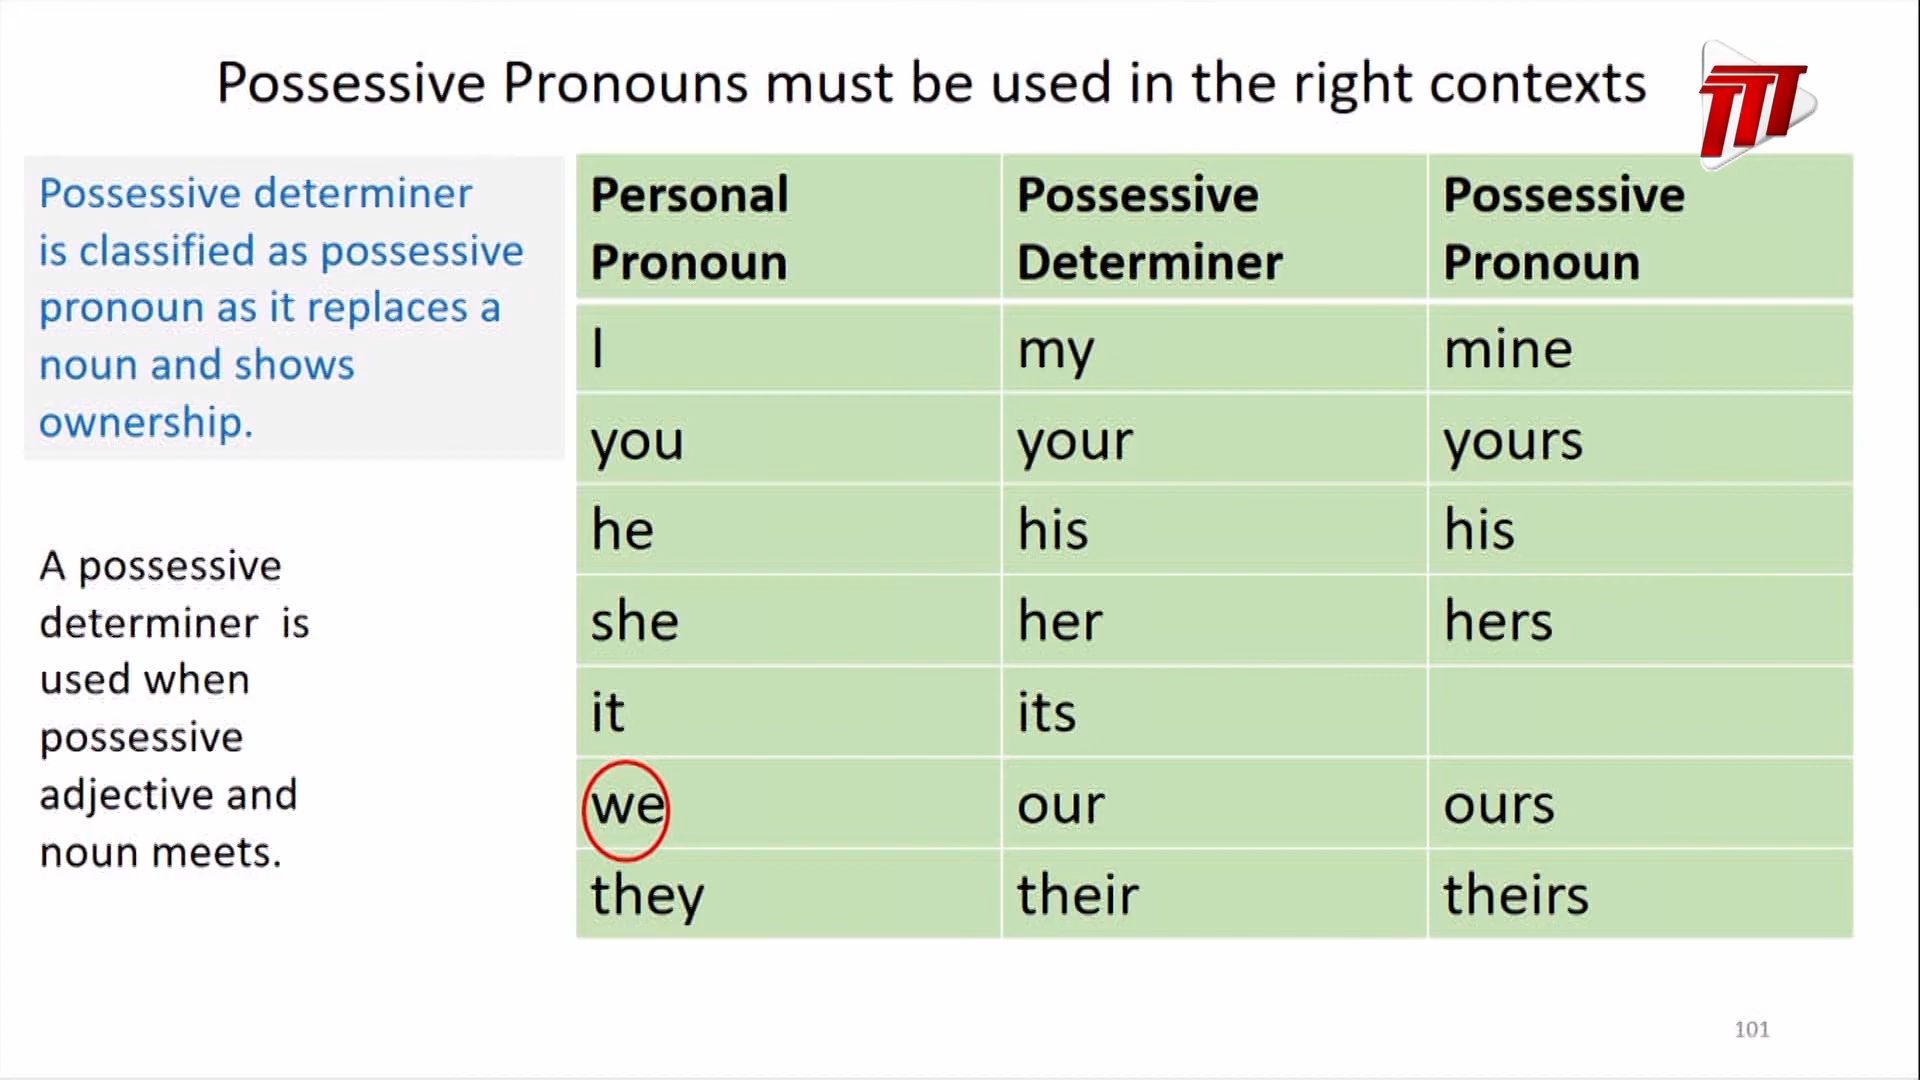 Possessive Pronouns must be used in the right contexts
TTT
Possessive determiner
is classified as possessive
pronoun as it replaces a
noun and shows
ownership.
A possessive
determiner is
used when
possessive
adjective and
noun meets.
Personal Pronoun Possessive Determiner Possessive Pronoun
I my mine
you your yours
he his his
she her hers
it its
we our ours
they their theirs
101